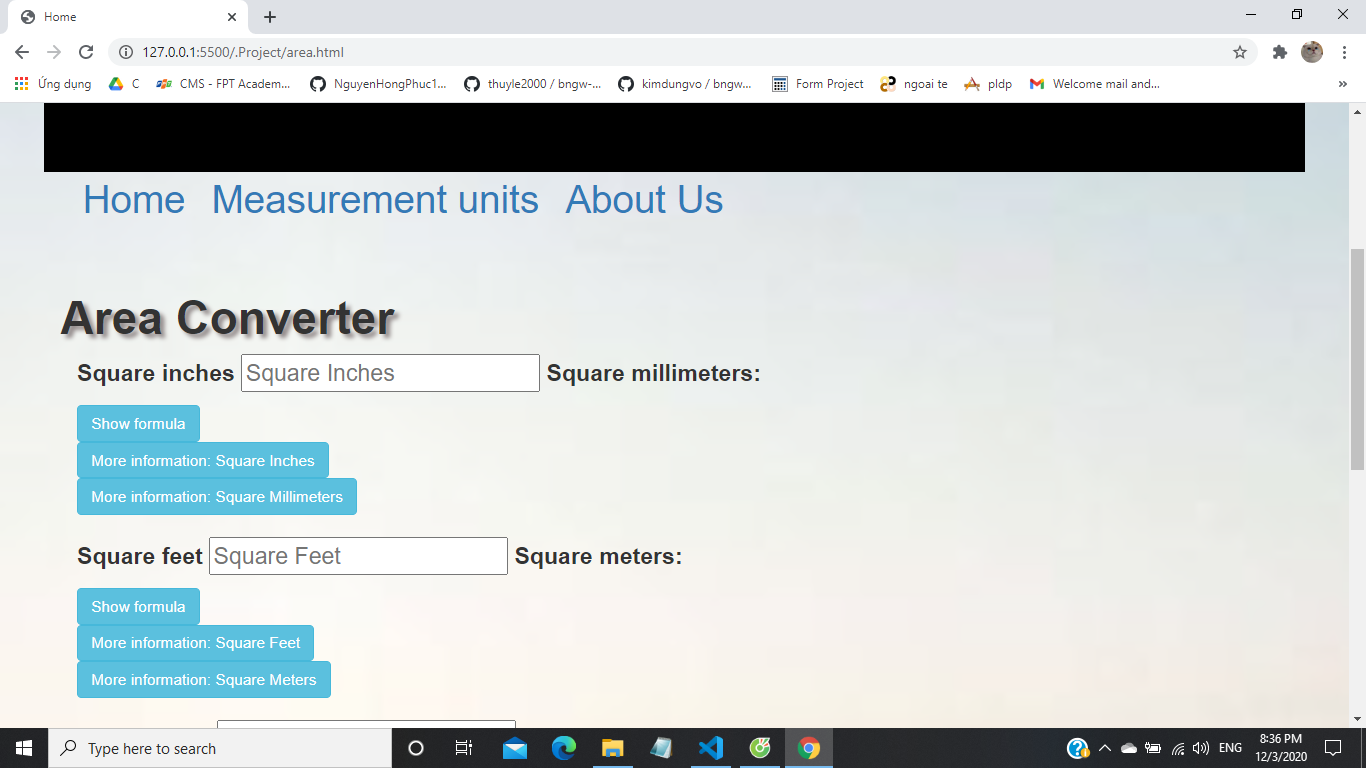 Home
127.0.0.1:5500/.Project/area.html
Ứng dụng C CMS - FPT Academ... NguyenHongPhuc1... thuyle2000 / bngw-... kimdungvo / bngw... Form Project ngoai te pldp Welcome mail and... »
Home Measurement units About Us
Area Converter
Square inches Square Inches Square millimeters:
Show formula
More information: Square Inches
More information: Square Millimeters
Square feet Square Feet Square meters:
Show formula
More information: Square Feet
More information: Square Meters
Type here to search
ENG
8:36 PM
12/3/2020